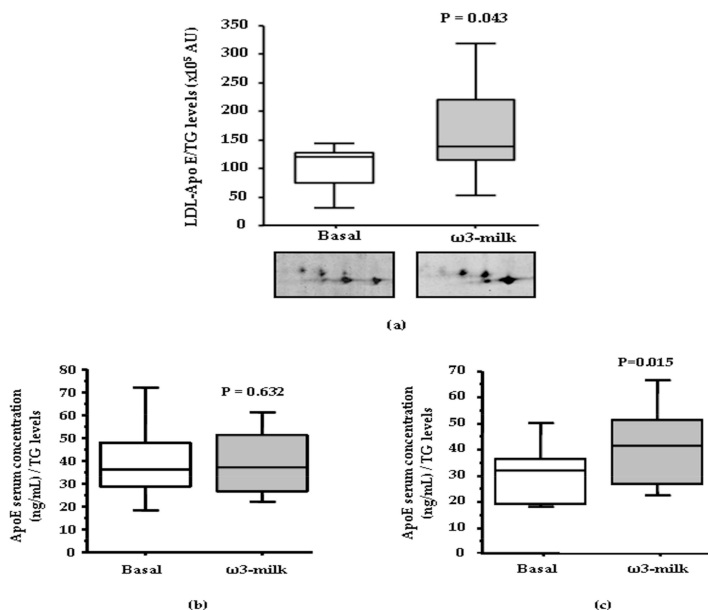 P = 0.043
LDL-Apo E/TG levels (x10⁵ AU)
350
300
250
200
150
100
50
0
Basal
ω3-milk
(a)
ApoE serum concentration
(ng/mL) / TG levels
80
70
60
50
40
30
20
10
0
P = 0.632
Basal
ω3-milk
(b)
ApoE serum concentration
(ng/mL) / TG levels
70
60
50
40
30
20
10
0
P=0.015
Basal
ω3-milk
(c)